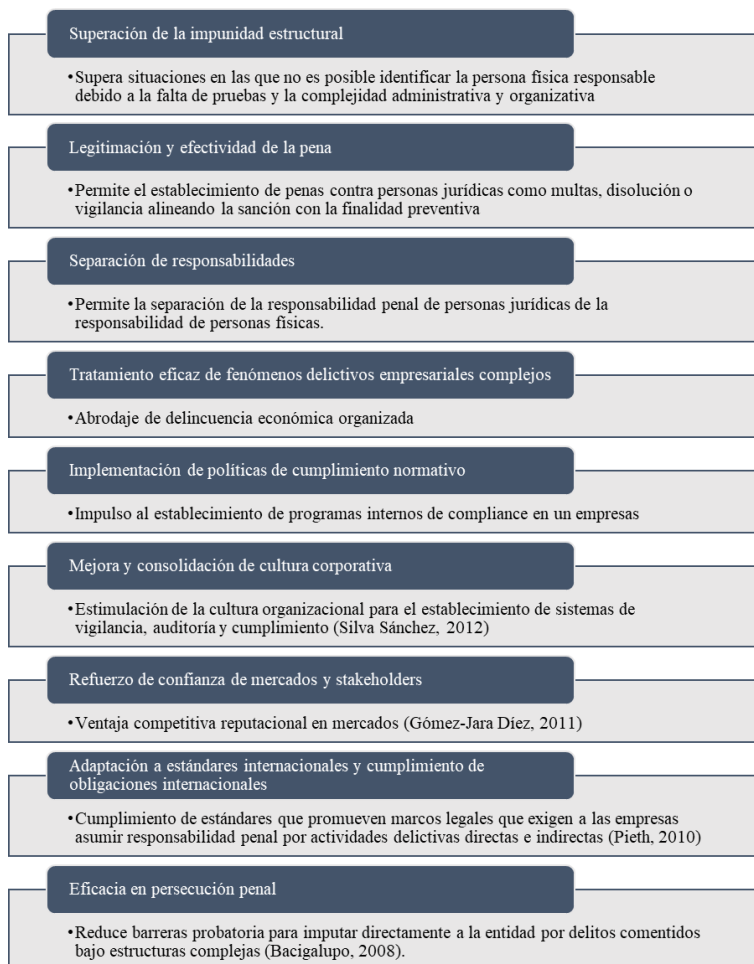 Superación de la impunidad estructural
•Supera situaciones en las que no es posible identificar la persona física responsable
debido a la falta de pruebas y la complejidad administrativa y organizativa
Legitimación y efectividad de la pena
•Permite el establecimiento de penas contra personas jurídicas como multas, disolución o
vigilancia alineando la sanción con la finalidad preventiva
Separación de responsabilidades
•Permite la separación de la responsabilidad penal de personas jurídicas de la
responsabilidad de personas físicas.
Tratamiento eficaz de fenómenos delictivos empresariales complejos
•Abrodaje de delincuencia económica organizada
Implementación de políticas de cumplimiento normativo
•Impulso al establecimiento de programas internos de compliance en un empresas
Mejora y consolidación de cultura corporativa
•Estimulación de la cultura organizacional para el establecimiento de sistemas de
vigilancia, auditoría y cumplimiento (Silva Sánchez, 2012)
Refuerzo de confianza de mercados y stakeholders
•Ventaja competitiva reputacional en mercados (Gómez-Jara Díez, 2011)
Adaptación a estándares internacionales y cumplimiento de
obligaciones internacionales
•Cumplimiento de estándares que promueven marcos legales que exigen a las empresas
asumir responsabilidad penal por actividades delictivas directas e indirectas (Pieth, 2010)
Eficacia en persecución penal
•Reduce barreras probatoria para imputar directamente a la entidad por delitos comentidos
bajo estructuras complejas (Bacigalupo, 2008).